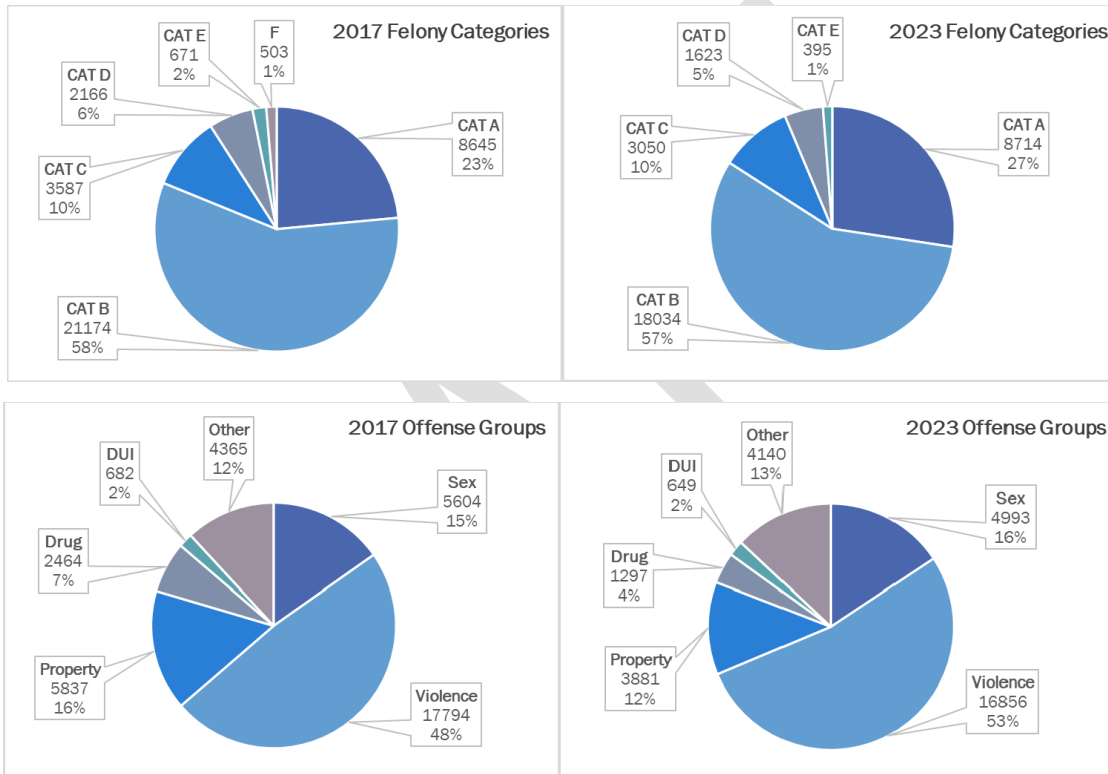 2017 Felony Categories
CAT E
671
2%
F
503
1%
CAT D
2166
6%
CAT A
8645
23%
CAT C
3587
10%
CAT B
21174
58%
2023 Felony Categories
CAT D
1623
5%
CAT E
395
1%
CAT C
3050
10%
CAT A
8714
27%
CAT B
18034
57%
2017 Offense Groups
Other
4365
12%
DUI
682
2%
Sex
5604
15%
Drug
2464
7%
Property
5837
16%
Violence
17794
48%
2023 Offense Groups
Other
4140
13%
DUI
649
2%
Sex
4993
16%
Drug
1297
4%
Property
3881
12%
Violence
16856
53%